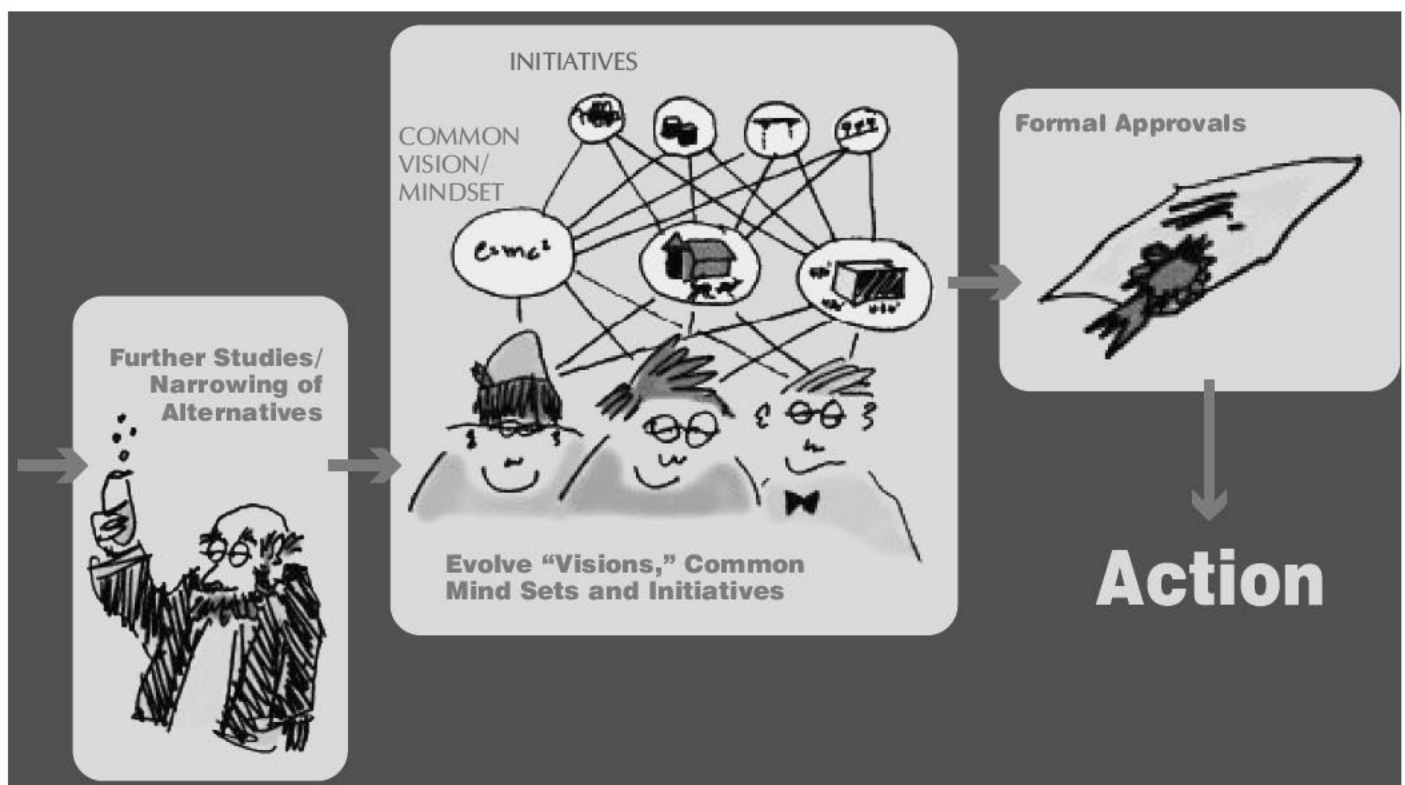 Further Studies/
Narrowing of
Alternatives
INITIATIVES
COMMON
VISION/
MINDSET
e=mc²
Evolve “Visions,” Common
Mind Sets and Initiatives
Formal Approvals
Action